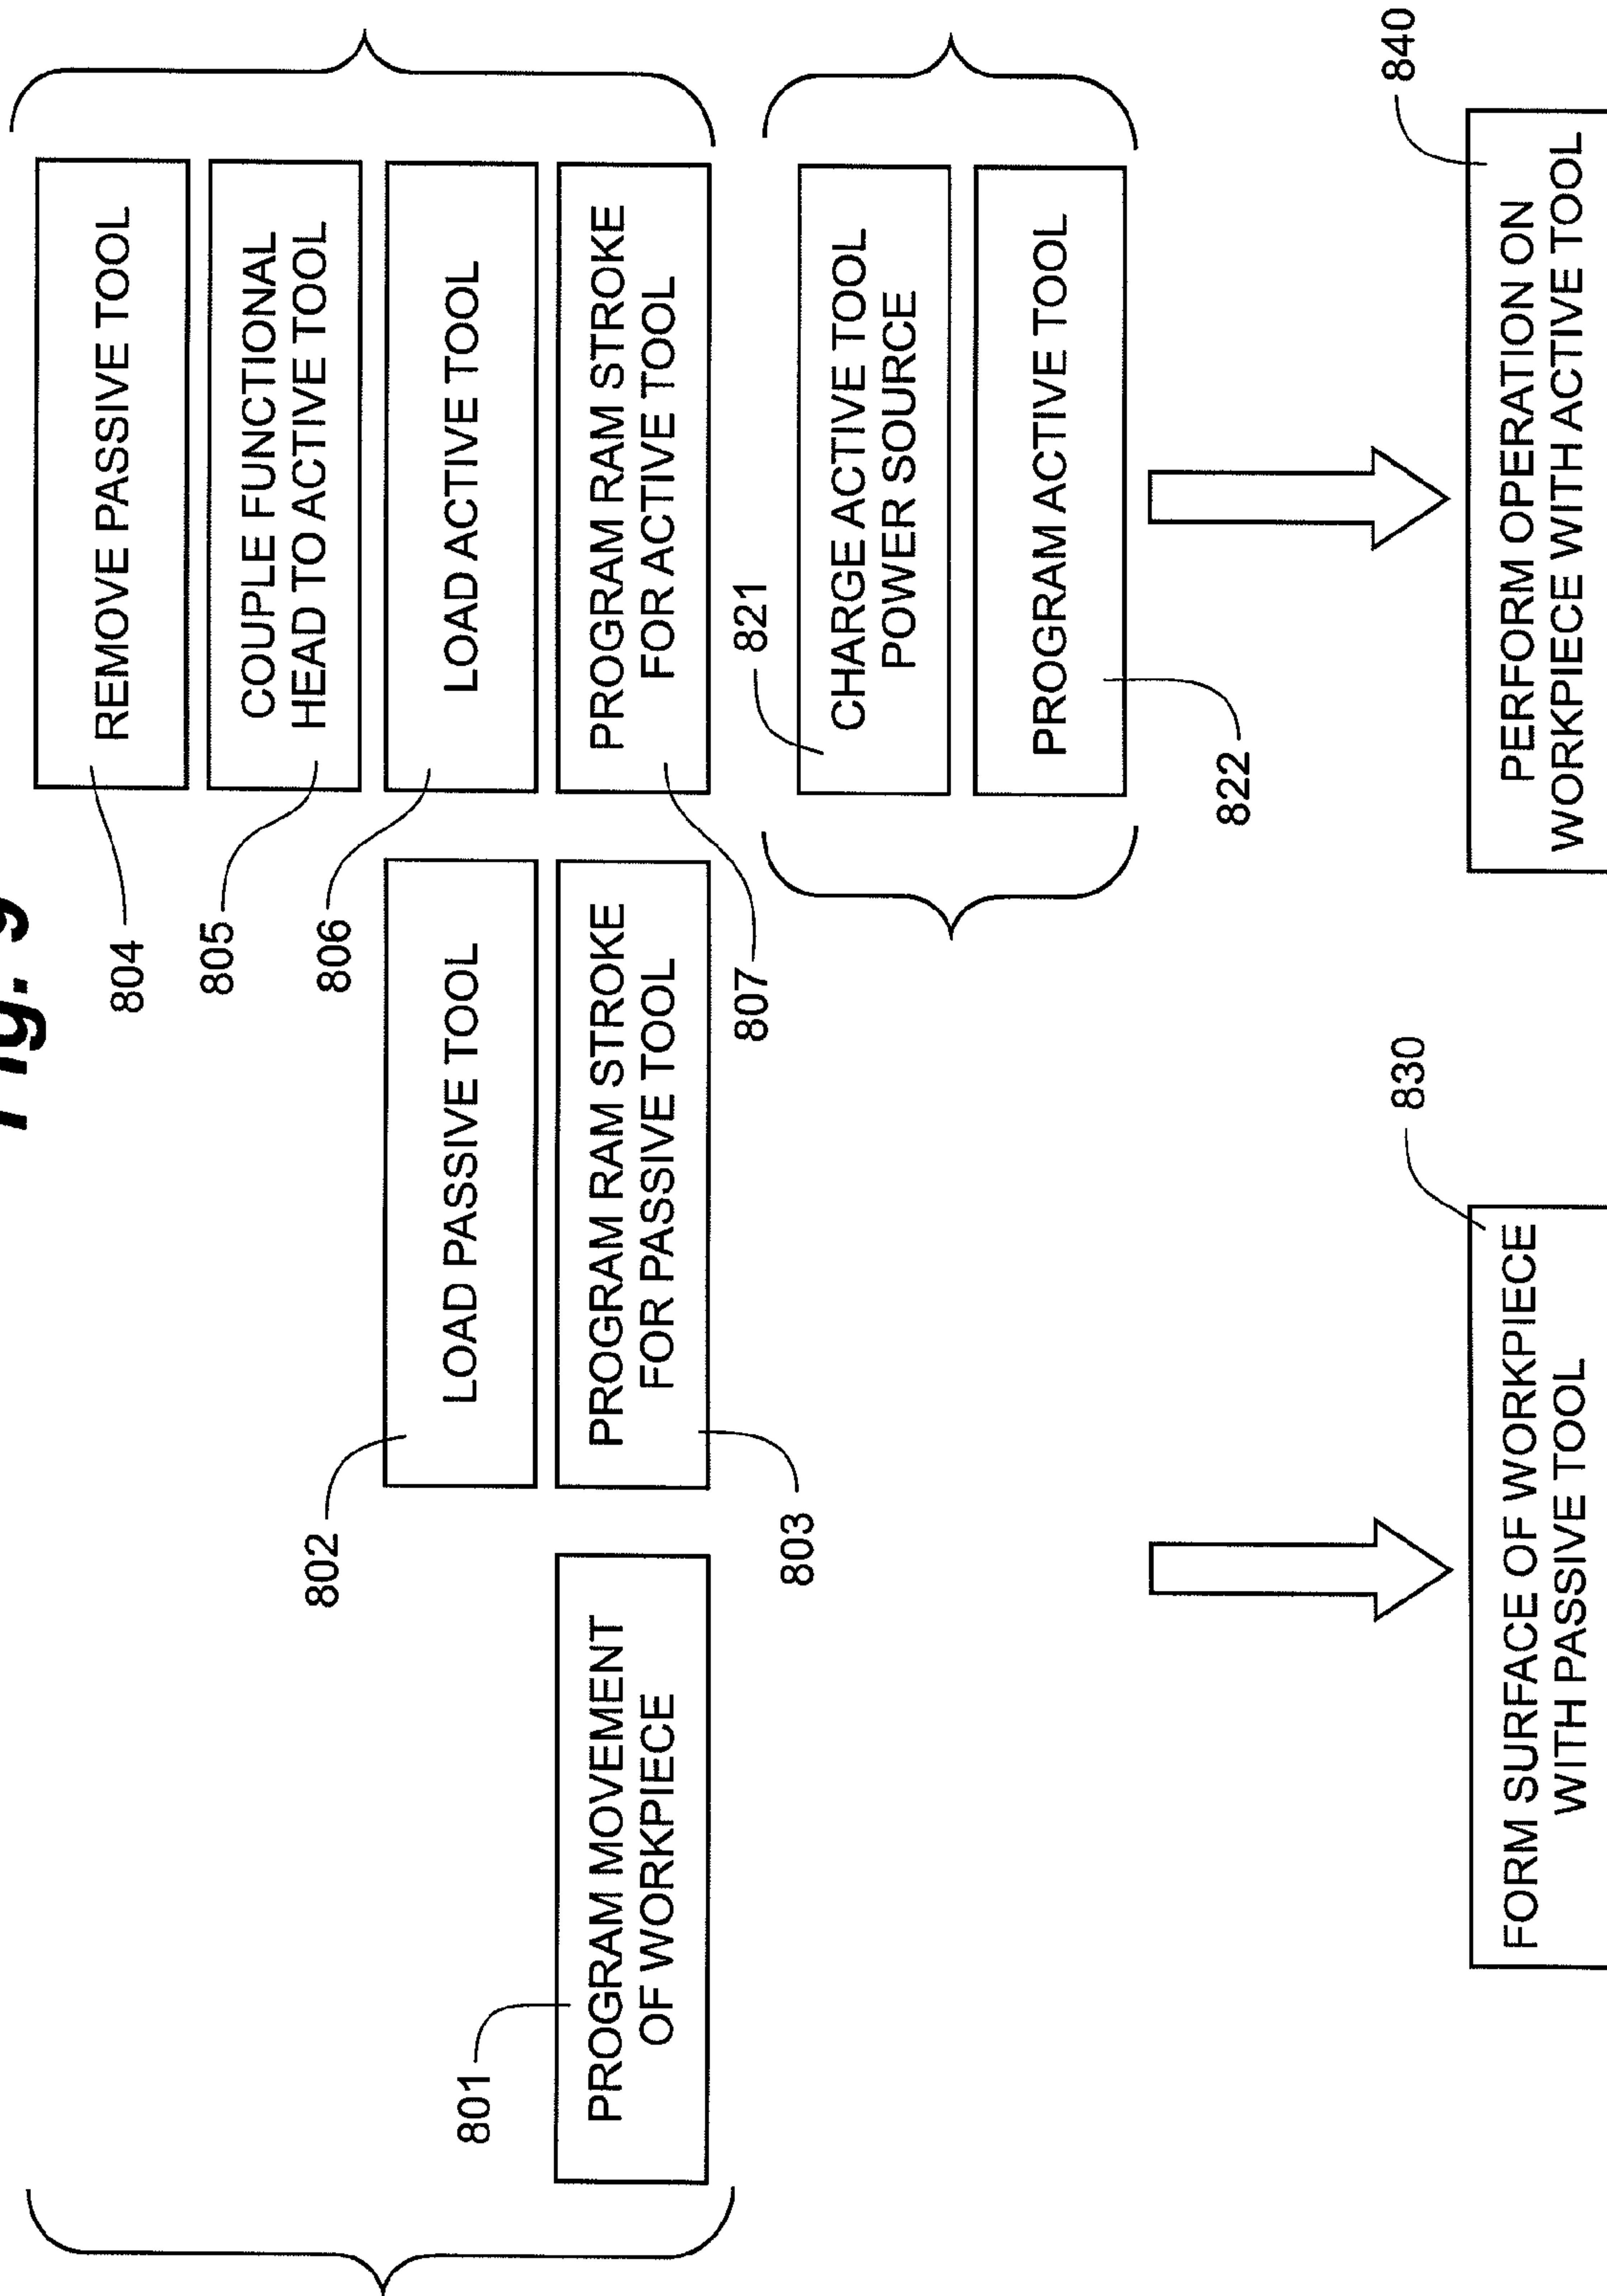 Fig. 9
804
REMOVE PASSIVE TOOL
805
COUPLE FUNCTIONAL
HEAD TO ACTIVE TOOL
802
LOAD PASSIVE TOOL
806
LOAD ACTIVE TOOL
801
PROGRAM MOVEMENT
OF WORKPIECE
803
PROGRAM RAM STROKE
FOR PASSIVE TOOL
807
PROGRAM RAM STROKE
FOR ACTIVE TOOL
821
CHARGE ACTIVE TOOL
POWER SOURCE
822
PROGRAM ACTIVE TOOL
830
FORM SURFACE OF WORKPIECE
WITH PASSIVE TOOL
840
PERFORM OPERATION ON
WORKPIECE WITH ACTIVE TOOL